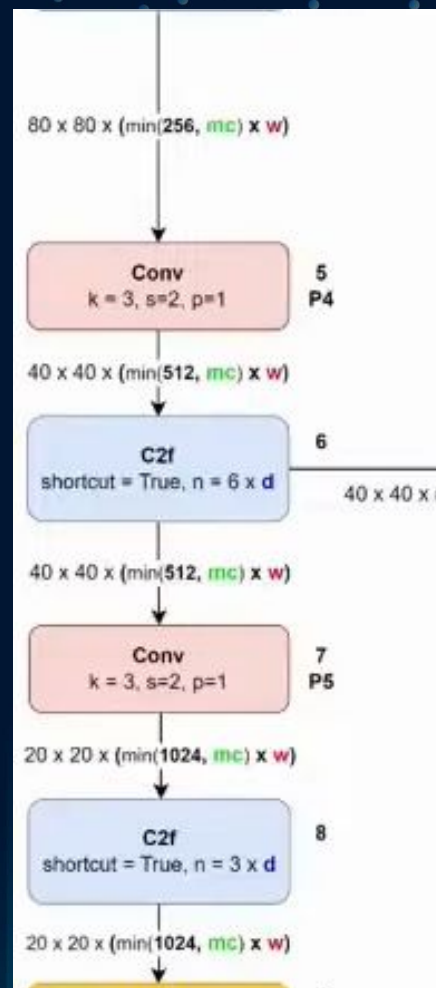 80 x 80 x (min(256, mc) x w)
Conv
k = 3, s=2, p=1
5
P4
40 x 40 x (min(512, mc) x w)
C2f
shortcut = True, n = 6 x d
6
40 x 40 x
40 x 40 x (min(512, mc) x w)
Conv
k = 3, s=2, p=1
7
P5
20 x 20 x (min(1024, mc) x w)
C2f
shortcut = True, n = 3 x d
8
20 x 20 x (min(1024, mc) x w)